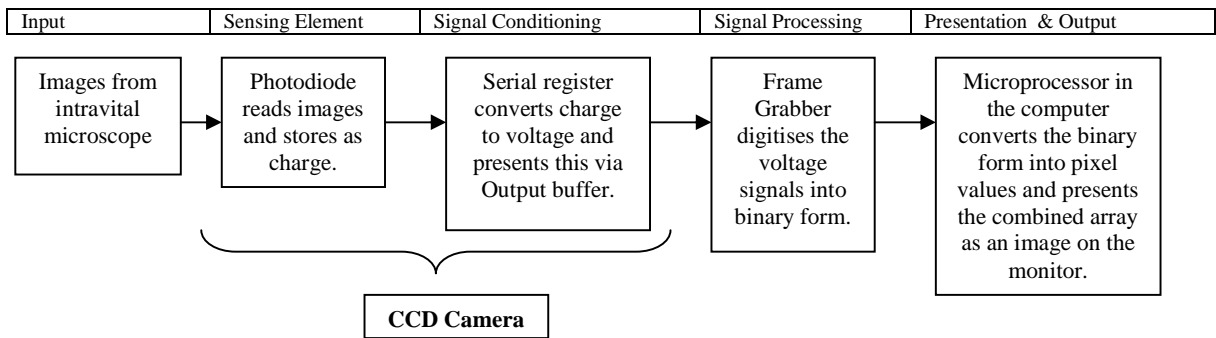 Input Sensing Element Signal Conditioning Signal Processing Presentation & Output
Images from
intravital
microscope
Photodiode
reads images
and stores as
charge.
Serial register
converts charge
to voltage and
presents this via
Output buffer.
Frame
Grabber
digitises the
voltage
signals into
binary form.
Microprocessor in
the computer
converts the binary
form into pixel
values and presents
the combined array
as an image on the
monitor.
CCD Camera